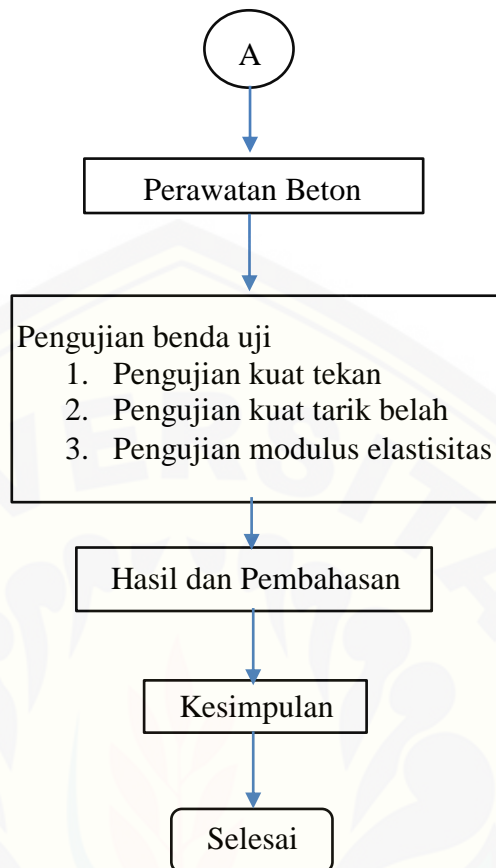 A
Perawatan Beton
Pengujian benda uji
1. Pengujian kuat tekan
2. Pengujian kuat tarik belah
3. Pengujian modulus elastisitas
Hasil dan Pembahasan
Kesimpulan
Selesai